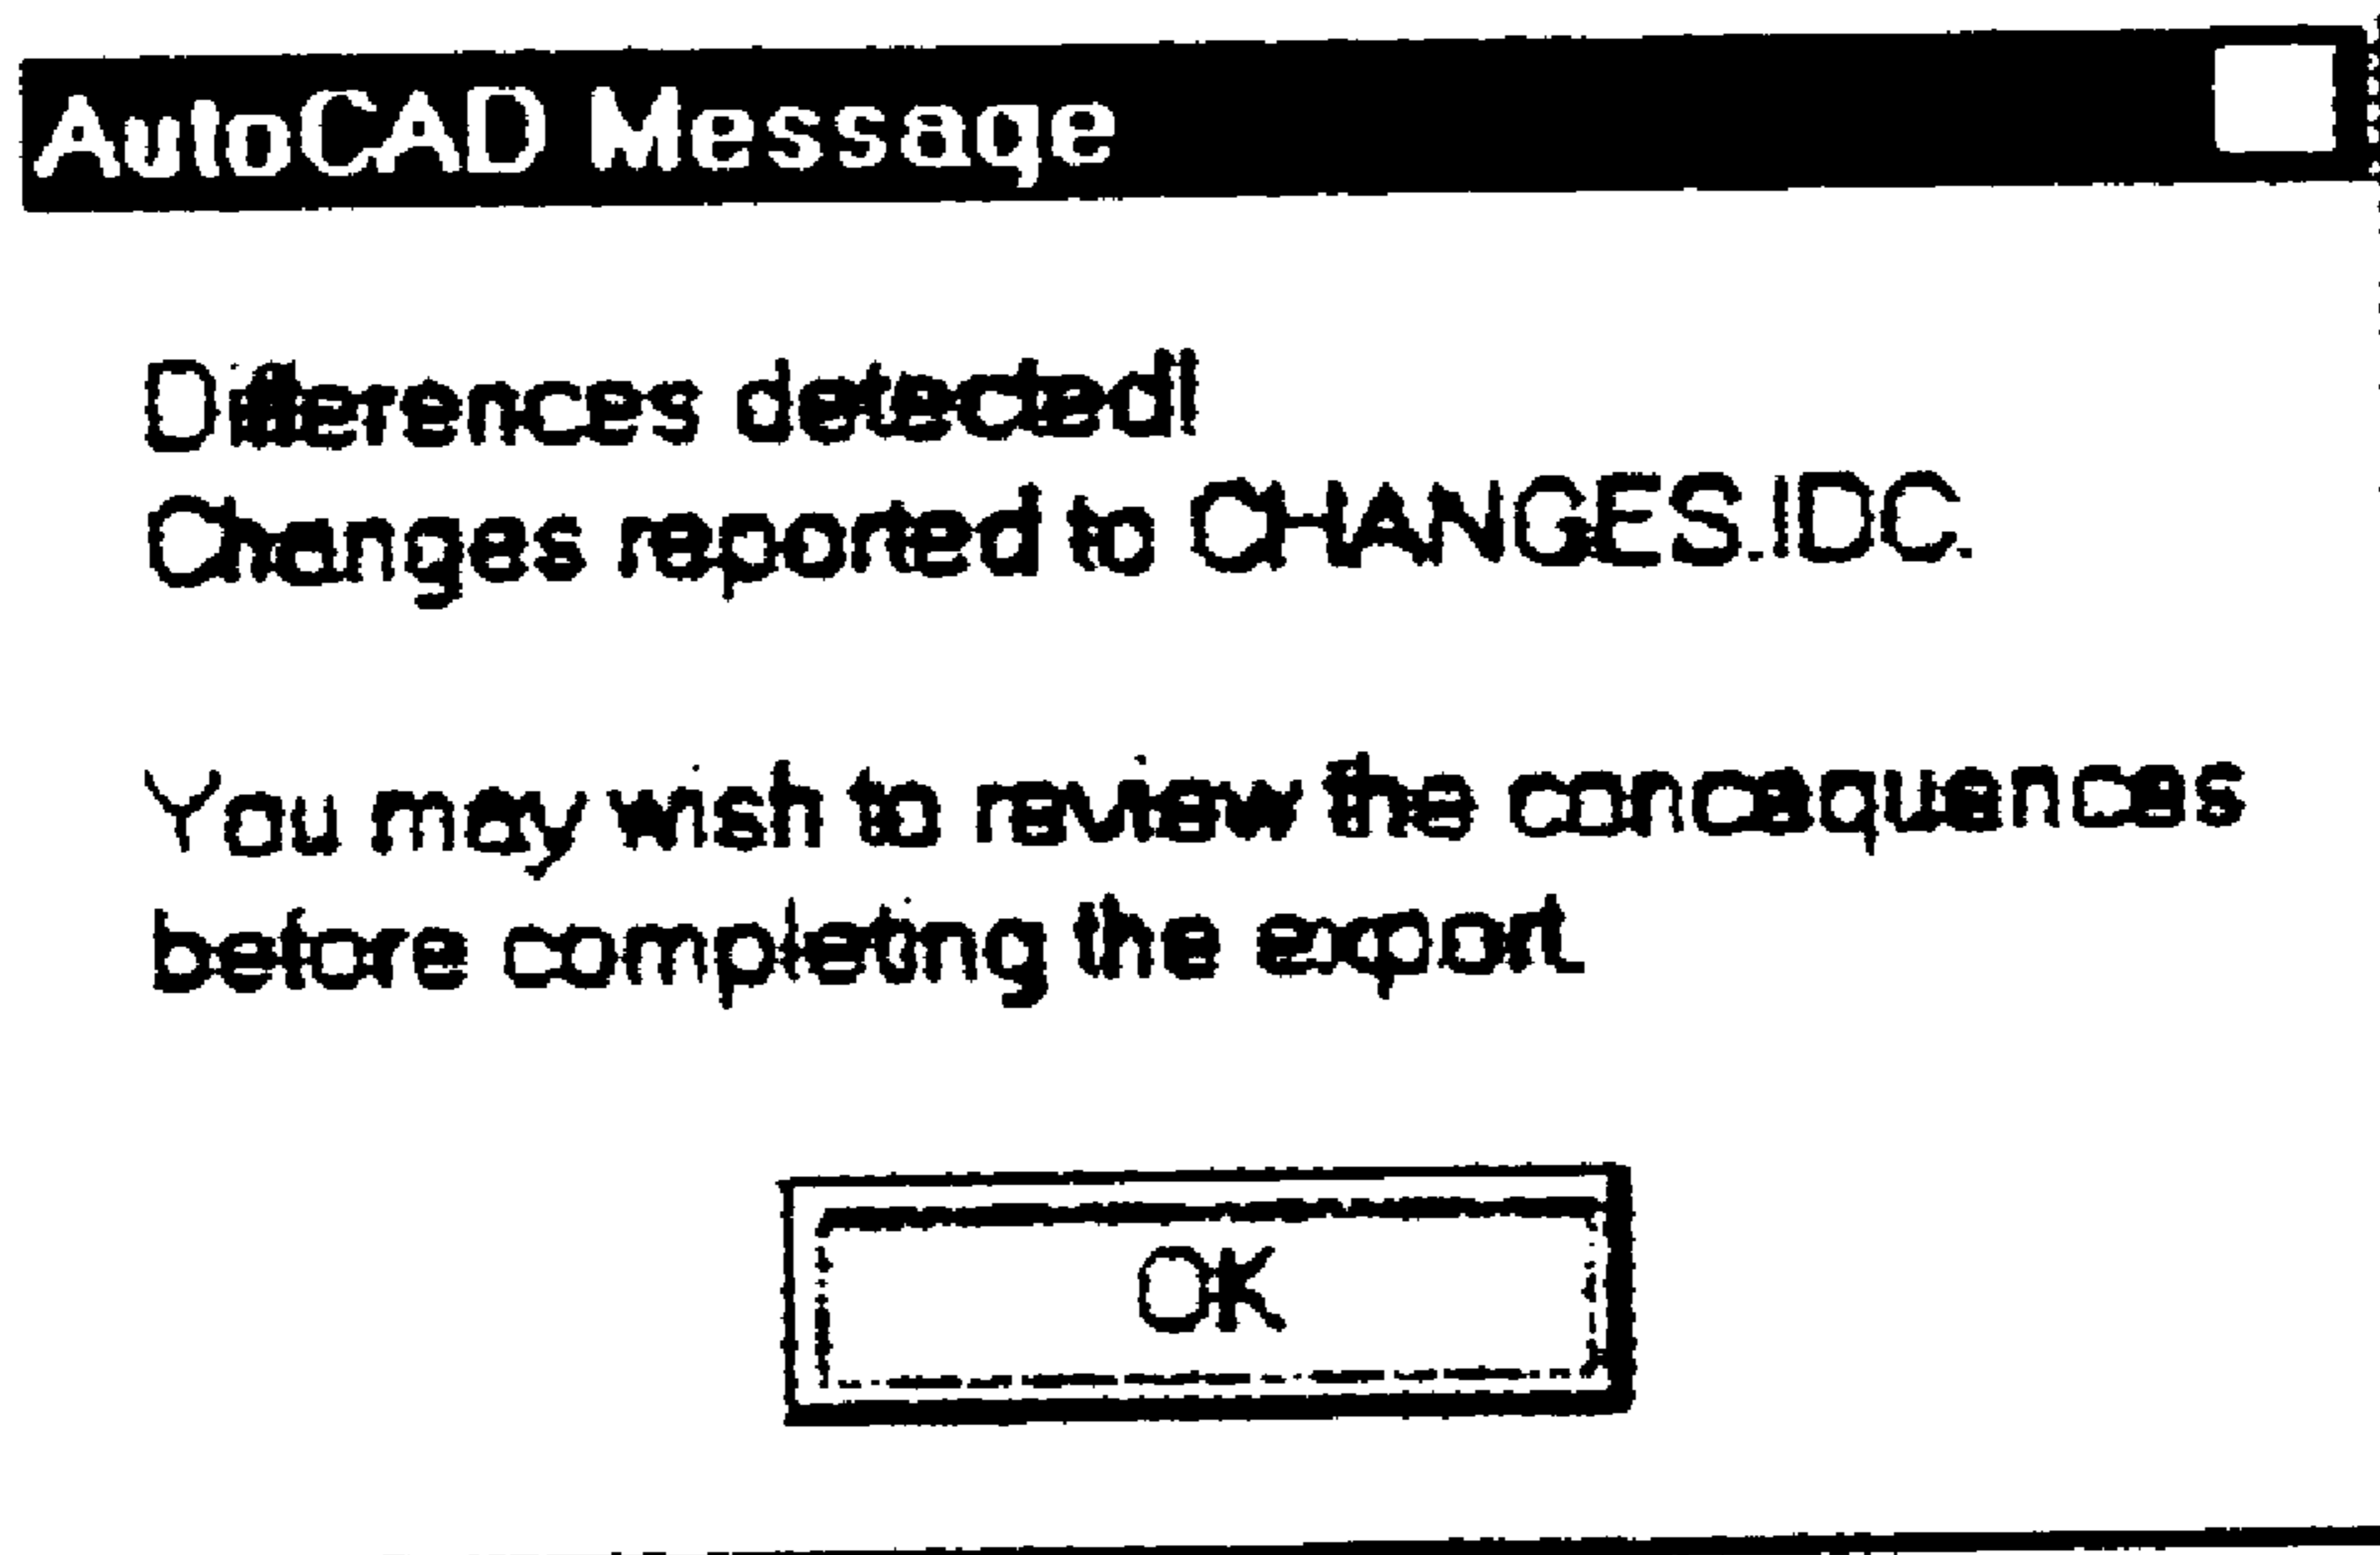 AutoCAD Message
Differences detected!
Changes reported to CHANGES.IDC.
You may wish to review the concequences
before completing the export.
OK